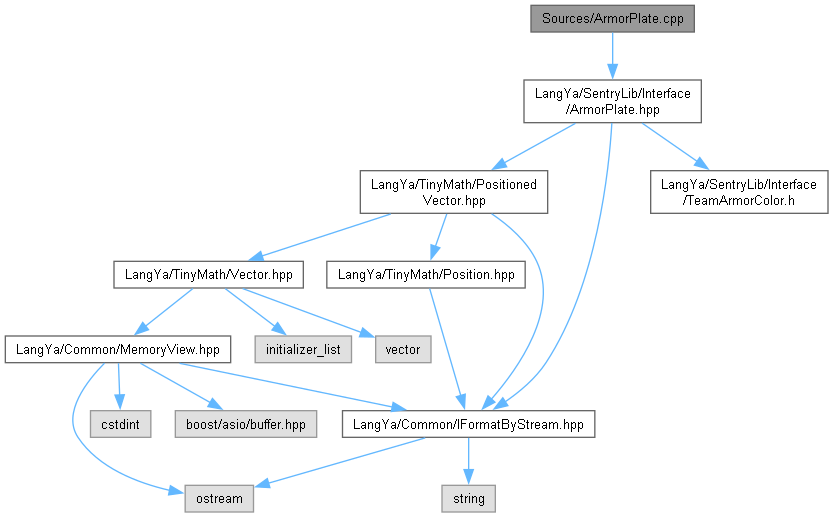 Sources/ArmorPlate.cpp
LangYa/SentryLib/Interface
/ArmorPlate.hpp
LangYa/TinyMath/Positioned
Vector.hpp
LangYa/SentryLib/Interface
/TeamArmorColor.h
LangYa/TinyMath/Vector.hpp
LangYa/TinyMath/Position.hpp
LangYa/Common/MemoryView.hpp
initializer_list
vector
cstdint
boost/asio/buffer.hpp
LangYa/Common/IFormatByStream.hpp
ostream
string